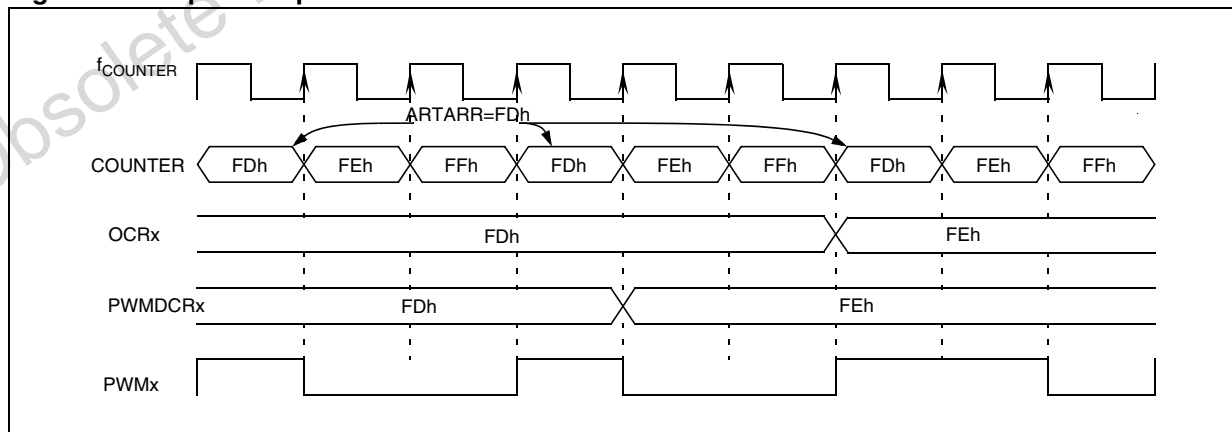 fCOUNTER
ARTARR=FDh
COUNTER FDh FEh FFh FDh FEh FFh FDh FEh FFh
OCRx FDh FEh
PWMDCRx FDh FEh
PWMx